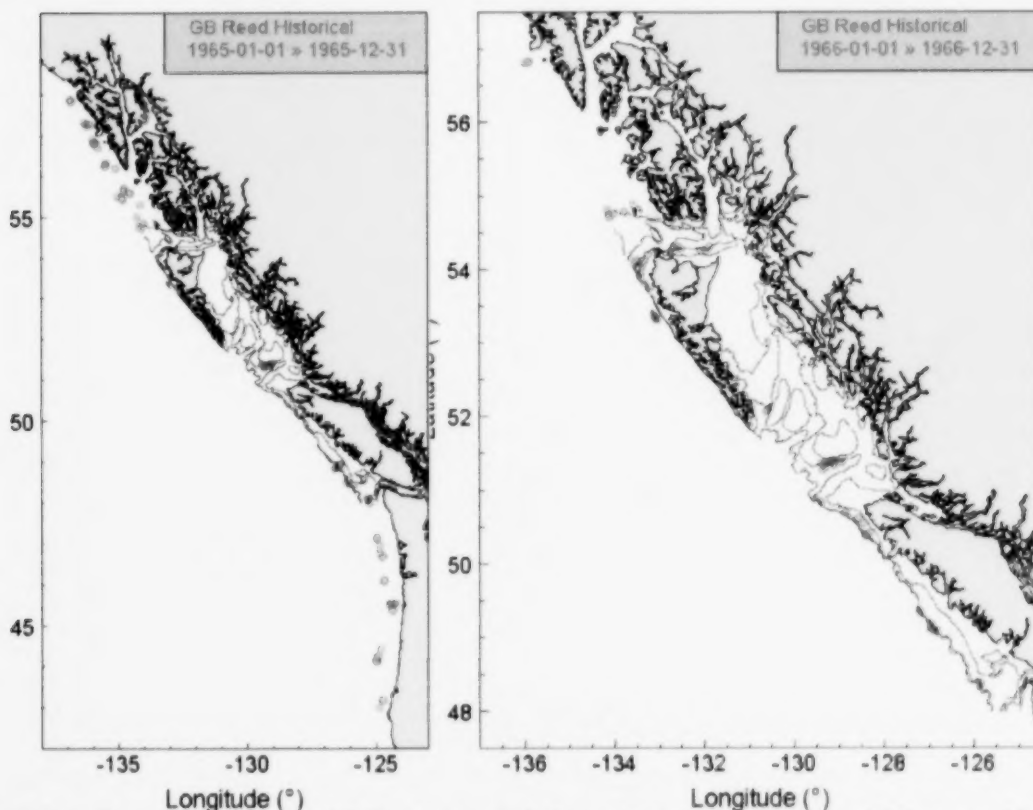 GB Reed Historical
1965-01-01 » 1965-12-31
55
50
45
-135
-130
-125
Longitude (°)
GB Reed Historical
1966-01-01 » 1966-12-31
56
54
52
50
48
-136
-134
-132
-130
-128
-126
Longitude (°)